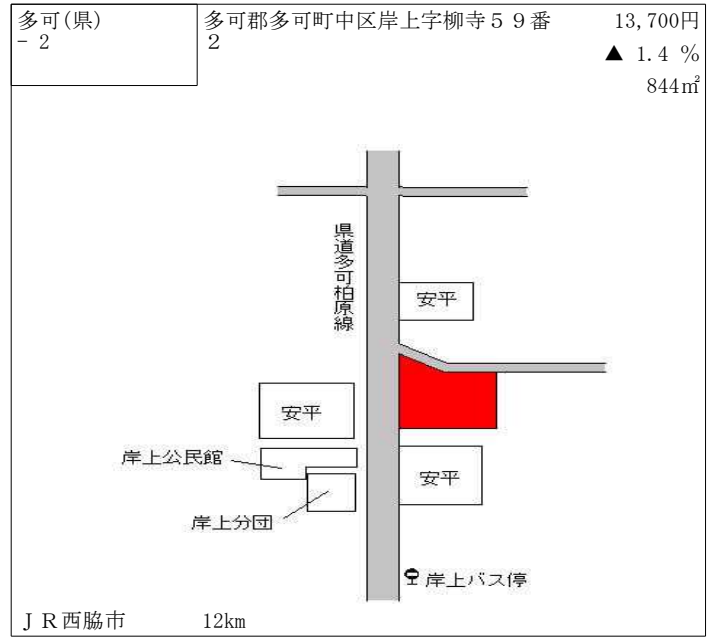 多可(県)
－ 2
多可郡多可町中区岸上字柳寺５９番
２
13,700円
▲ 1.4 %
844㎡
県道多可柏原線
安平
安平
岸上公民館
安平
岸上分団
岸上バス停
ＪＲ西脇市 12km